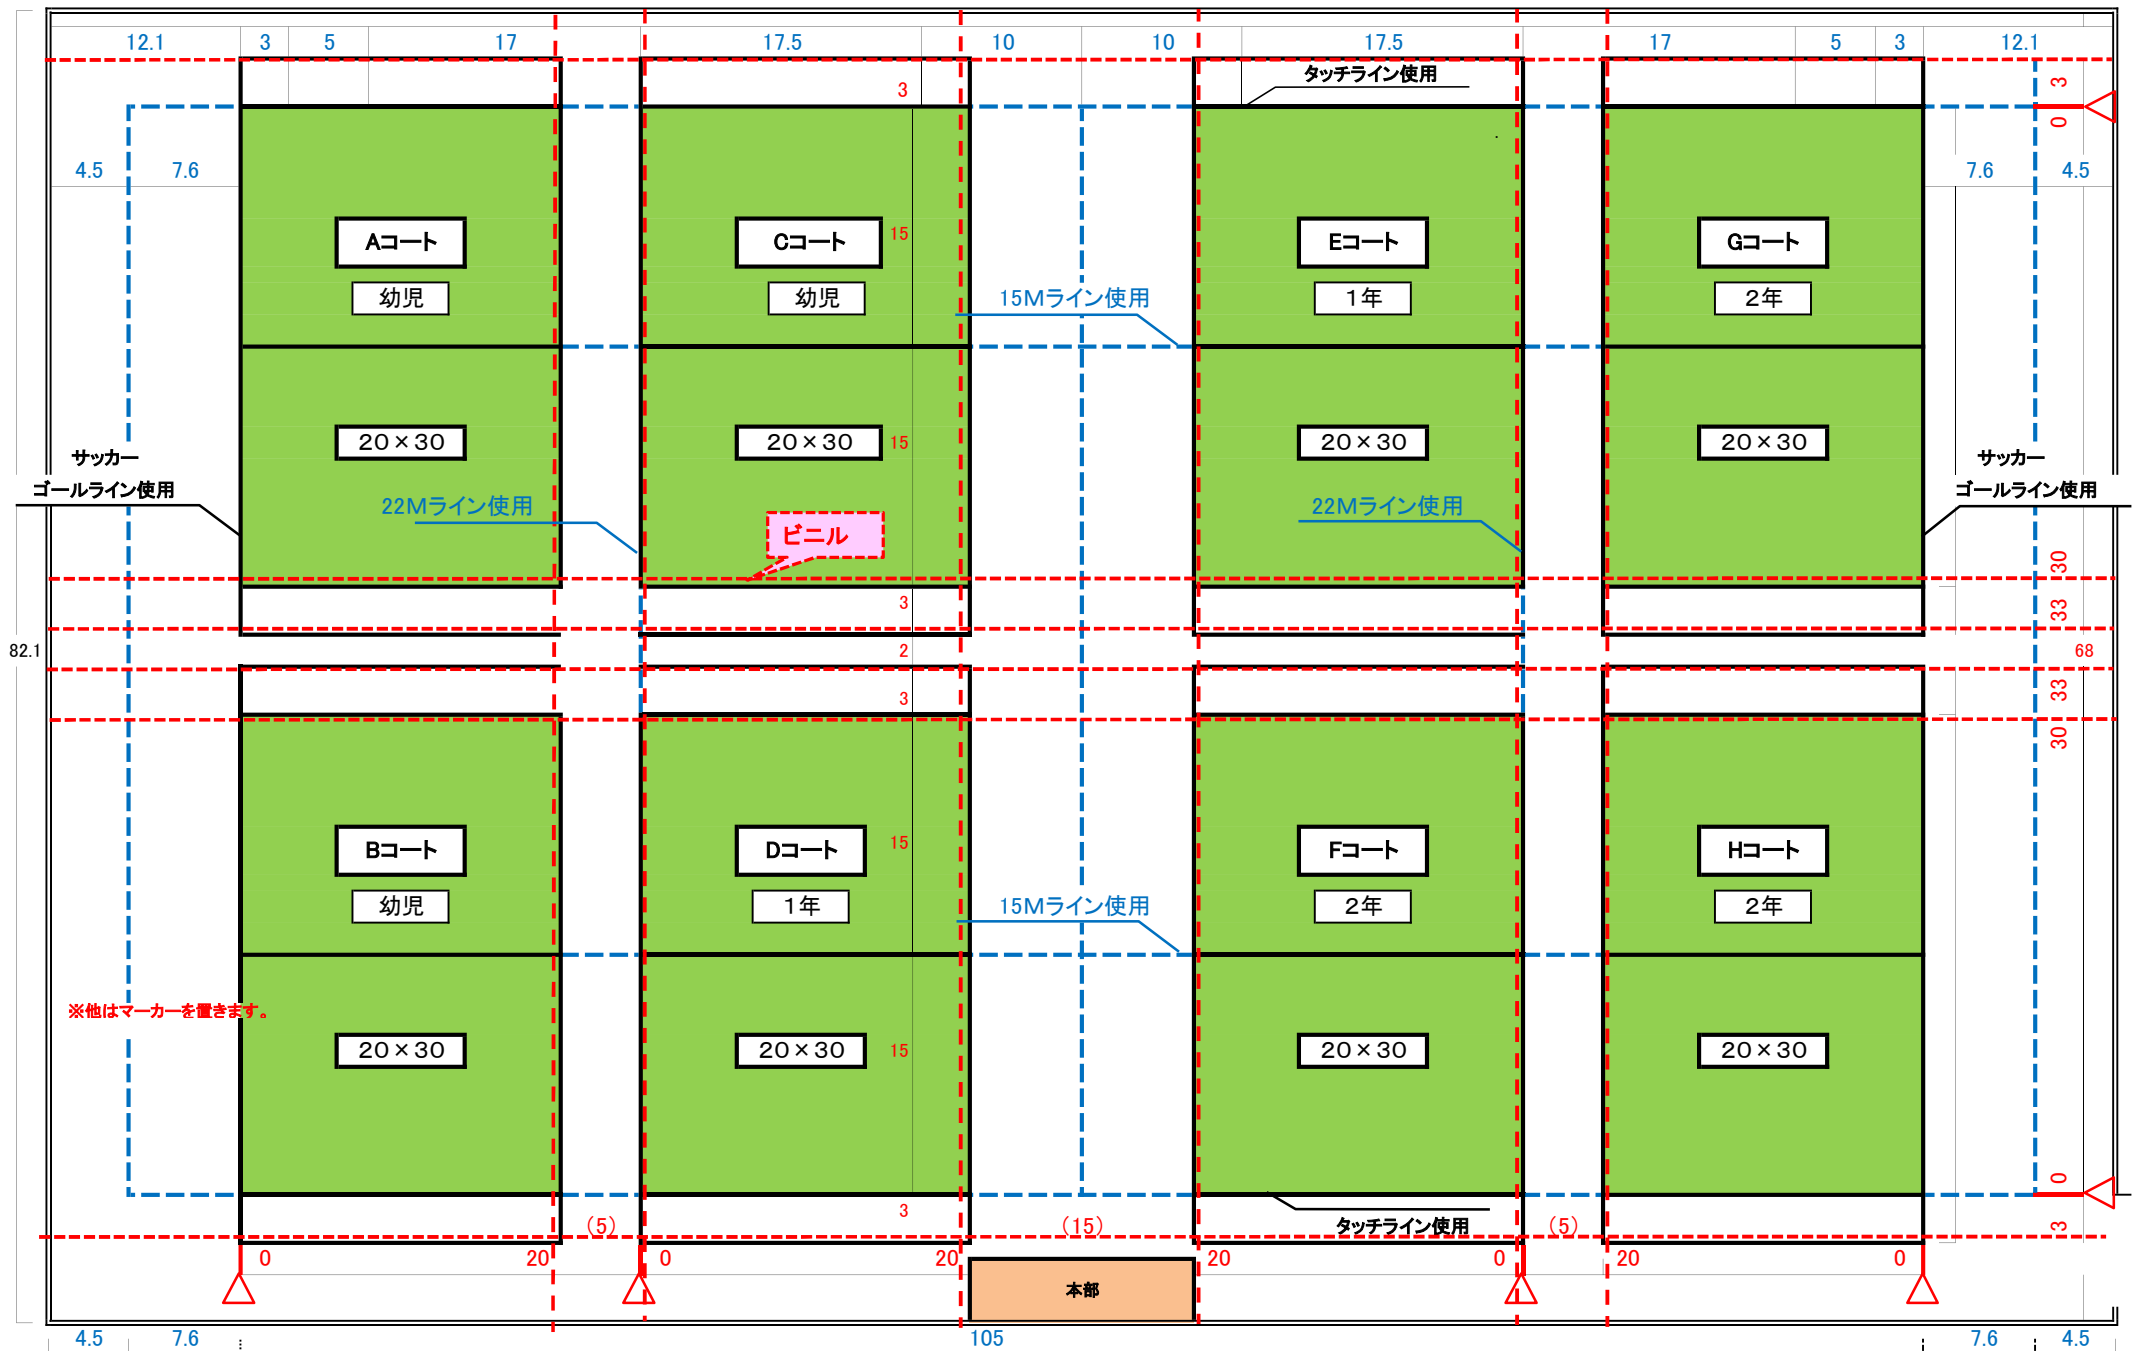 12.1 3 5 17 17.5 10 10 17.5 17 5 3 12.1
タッチライン使用
3
3
0
4.5 7.6 7.6 4.5
Aコート Cコート 15 Eコート Gコート
幼児 幼児 15Mライン使用 1年 2年
20×30 20×30 15 20×30 20×30
サッカー
ゴールライン使用
サッカー
ゴールライン使用
22Mライン使用 22Mライン使用
ビニル
30
3 33
82.1 2 68
3 33
30
Bコート Dコート 15 Fコート Hコート
幼児 1年 15Mライン使用 2年 2年
※他はマーカーを置きます。
20×30 20×30 15 20×30 20×30
0
3
(5) (15) タッチライン使用 (5) 3
0 20 0 20 20 0 20 0
本部
4.5 7.6 105 7.6 4.5